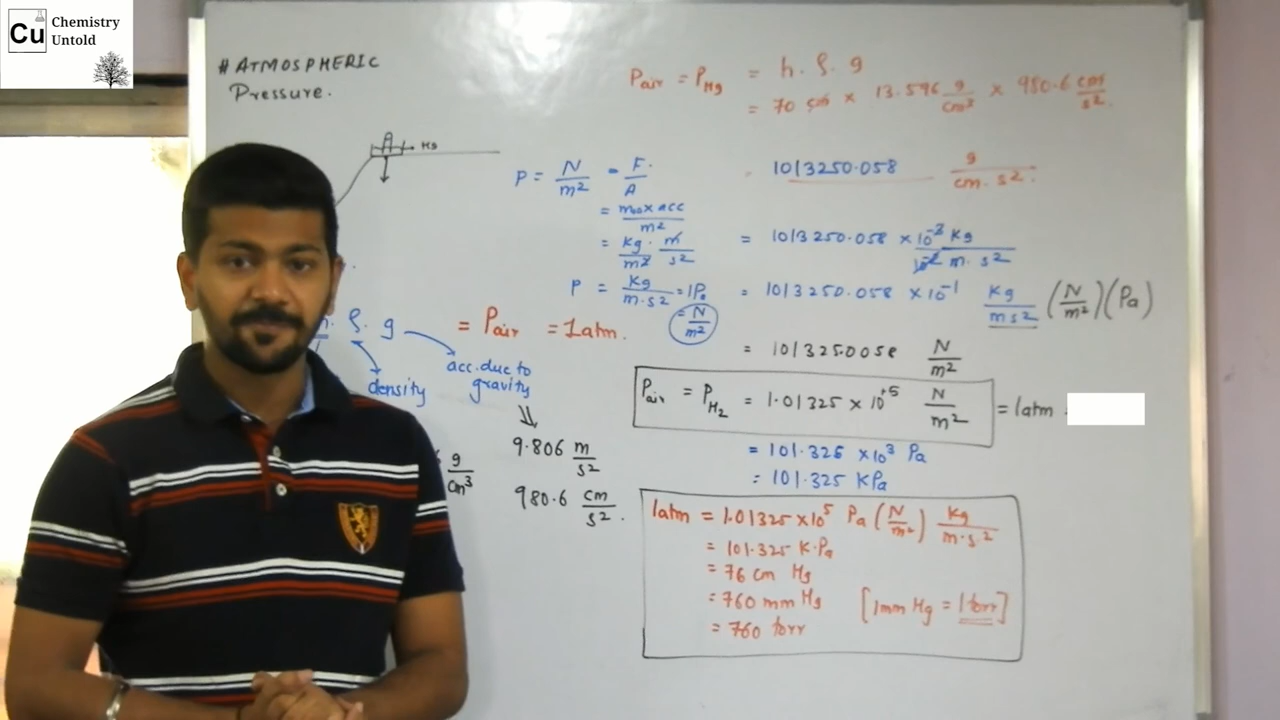 Cu Chemistry
Untold
#ATMOSPHERIC
Pressure.
Hg
Pair = PHg = h. ρ. g
= 70 cm × 13.596 g/cm³ × 980.6 cm/s².
P = N/m² = F/A
1013250.058 g/cm.s².
= mass x acc/m²
= kg/m² . m/s²
= 1013250.058 × 10⁻³ kg/10⁻² m. s²
P = kg/m.s² = 1Pa = N/m²
= 1013250.058 × 10⁻¹ kg/ms² (N/m²)(Pa)
h. ρ. g = Pair = 1atm.
density
acc. due to
gravity
= 101325.0058 N/m²
Pair = PH2 = 1.01325 × 10⁺⁵ N/m² = 1atm
g/cm³
9.806 m/s²
980.6 cm/s².
= 101.325 × 10³ Pa
= 101.325 KPa
1atm = 1.01325 × 10⁵ Pa (N/m²) kg/m.s²
= 101.325 K.Pa
= 76 cm Hg
= 760 mm Hg [1mm Hg = 1 torr]
= 760 torr